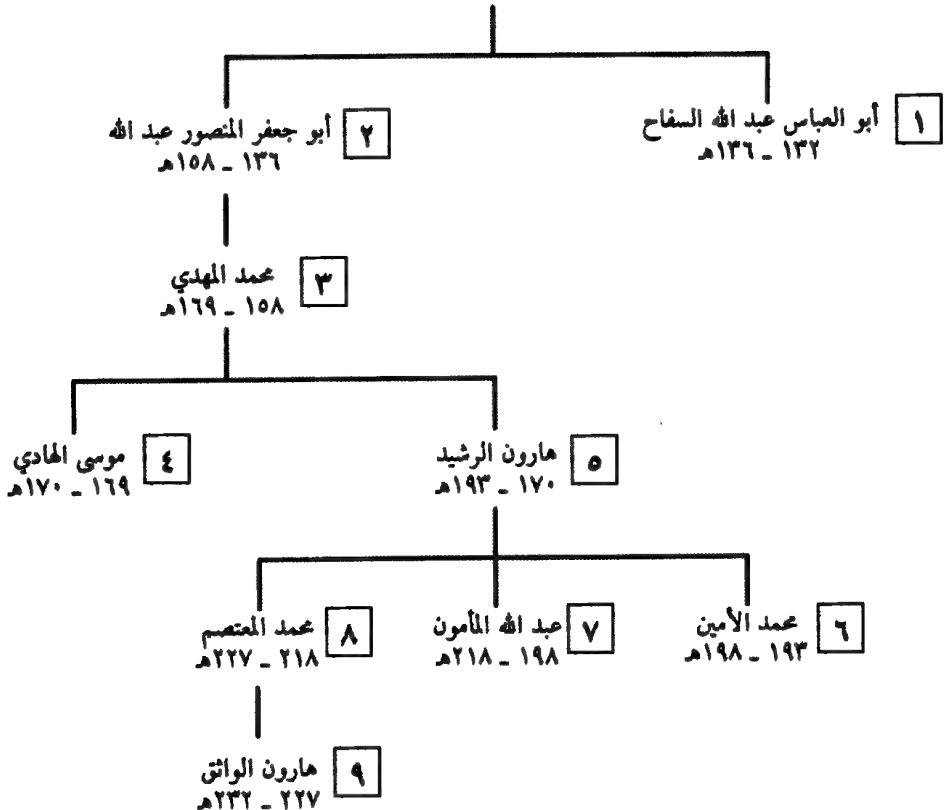 ١ أبو العباس عبد الله السفاح
١٣٢ ـ ١٣٦هـ
٢ أبو جعفر المنصور عبد الله
١٣٦ ـ ١٥٨هـ
٣ محمد المهدي
١٥٨ ـ ١٦٩هـ
٥ هارون الرشيد
١٧٠ ـ ١٩٣هـ
٤ موسى الهادي
١٦٩ ـ ١٧٠هـ
٦ محمد الأمين
١٩٣ ـ ١٩٨هـ
٧ عبد الله المأمون
١٩٨ ـ ٢١٨هـ
٨ محمد المعتصم
٢١٨ ـ ٢٢٧هـ
٩ هارون الواثق
٢٢٧ ـ ٢٣٢هـ